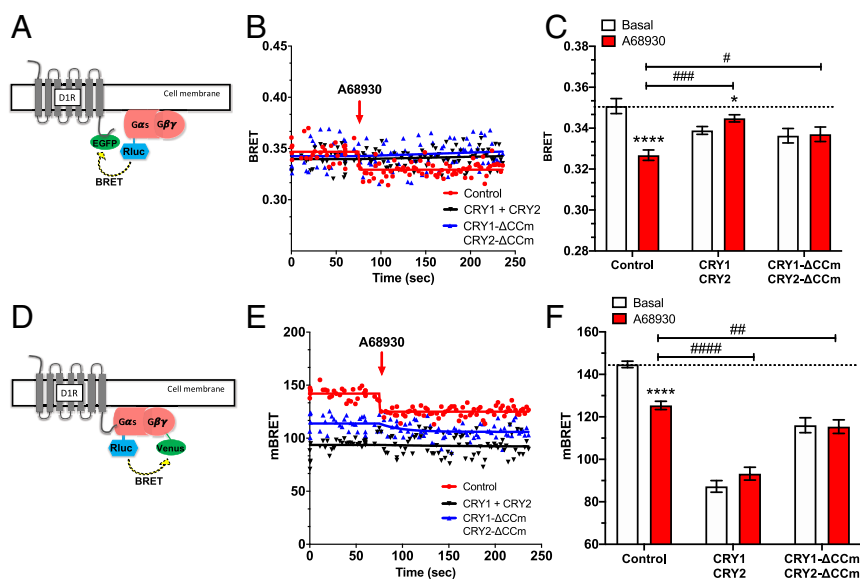 A
D1R
Cell membrane
Gαs Gβγ
EGFP
Rluc
BRET
B
BRET
0.45
0.40
0.35
0.30
0.25
A68930
Control
CRY1 + CRY2
CRY1-ΔCCm
CRY2-ΔCCm
0 50 100 150 200 250
Time (sec)
C
Basal
A68930
BRET
0.38
0.36
0.34
0.32
0.30
0.28
#
###
*
****
Control
CRY1
CRY2
CRY1-ΔCCm
CRY2-ΔCCm
D
D1R
Cell membrane
Gαs Gβγ
Rluc
Venus
BRET
E
mBRET
200
150
100
50
0
A68930
Control
CRY1 + CRY2
CRY1-ΔCCm
CRY2-ΔCCm
0 50 100 150 200 250
Time (sec)
F
Basal
A68930
mBRET
160
140
120
100
80
60
##
####
****
Control
CRY1
CRY2
CRY1-ΔCCm
CRY2-ΔCCm